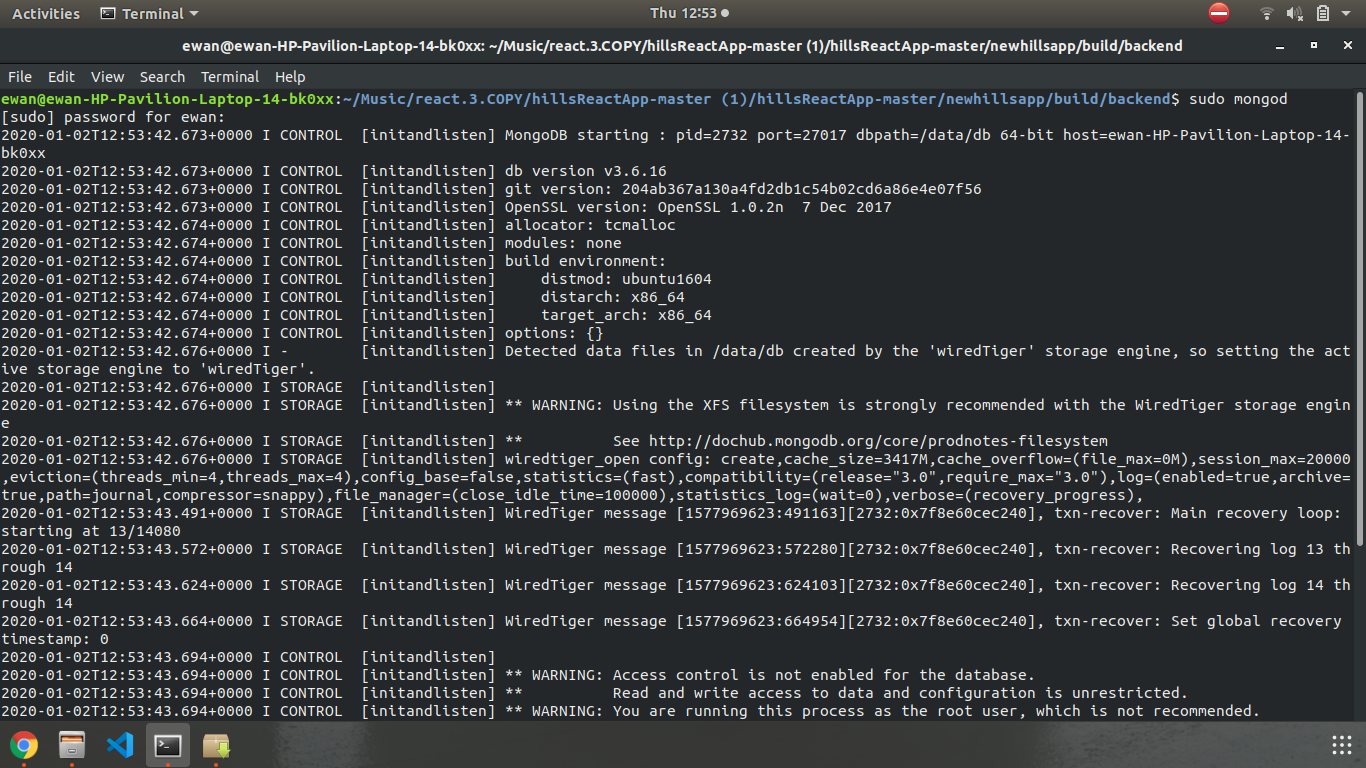 Activities Terminal Thu 12:53
ewan@ewan-HP-Pavilion-Laptop-14-bk0xx: ~/Music/react.3.COPY/hillsReactApp-master (1)/hillsReactApp-master/newhillsapp/build/backend
File Edit View Search Terminal Help
ewan@ewan-HP-Pavilion-Laptop-14-bk0xx:~/Music/react.3.COPY/hillsReactApp-master (1)/hillsReactApp-master/newhillsapp/build/backend$ sudo mongod
[sudo] password for ewan:
2020-01-02T12:53:42.673+0000 I CONTROL  [initandlisten] MongoDB starting : pid=2732 port=27017 dbpath=/data/db 64-bit host=ewan-HP-Pavilion-Laptop-14-
bk0xx
2020-01-02T12:53:42.673+0000 I CONTROL  [initandlisten] db version v3.6.16
2020-01-02T12:53:42.673+0000 I CONTROL  [initandlisten] git version: 204ab367a130a4fd2db1c54b02cd6a86e4e07f56
2020-01-02T12:53:42.673+0000 I CONTROL  [initandlisten] OpenSSL version: OpenSSL 1.0.2n  7 Dec 2017
2020-01-02T12:53:42.674+0000 I CONTROL  [initandlisten] allocator: tcmalloc
2020-01-02T12:53:42.674+0000 I CONTROL  [initandlisten] modules: none
2020-01-02T12:53:42.674+0000 I CONTROL  [initandlisten] build environment:
2020-01-02T12:53:42.674+0000 I CONTROL  [initandlisten]     distmod: ubuntu1604
2020-01-02T12:53:42.674+0000 I CONTROL  [initandlisten]     distarch: x86_64
2020-01-02T12:53:42.674+0000 I CONTROL  [initandlisten]     target_arch: x86_64
2020-01-02T12:53:42.674+0000 I CONTROL  [initandlisten] options: {}
2020-01-02T12:53:42.676+0000 I -        [initandlisten] Detected data files in /data/db created by the 'wiredTiger' storage engine, so setting the act
ive storage engine to 'wiredTiger'.
2020-01-02T12:53:42.676+0000 I STORAGE  [initandlisten]
2020-01-02T12:53:42.676+0000 I STORAGE  [initandlisten] ** WARNING: Using the XFS filesystem is strongly recommended with the WiredTiger storage engin
e
2020-01-02T12:53:42.676+0000 I STORAGE  [initandlisten] **          See http://dochub.mongodb.org/core/prodnotes-filesystem
2020-01-02T12:53:42.676+0000 I STORAGE  [initandlisten] wiredtiger_open config: create,cache_size=3417M,cache_overflow=(file_max=0M),session_max=20000
,eviction=(threads_min=4,threads_max=4),config_base=false,statistics=(fast),compatibility=(release="3.0",require_max="3.0"),log=(enabled=true,archive=
true,path=journal,compressor=snappy),file_manager=(close_idle_time=100000),statistics_log=(wait=0),verbose=(recovery_progress),
2020-01-02T12:53:43.491+0000 I STORAGE  [initandlisten] WiredTiger message [1577969623:491163][2732:0x7f8e60cec240], txn-recover: Main recovery loop:
starting at 13/14080
2020-01-02T12:53:43.572+0000 I STORAGE  [initandlisten] WiredTiger message [1577969623:572280][2732:0x7f8e60cec240], txn-recover: Recovering log 13 th
rough 14
2020-01-02T12:53:43.624+0000 I STORAGE  [initandlisten] WiredTiger message [1577969623:624103][2732:0x7f8e60cec240], txn-recover: Recovering log 14 th
rough 14
2020-01-02T12:53:43.664+0000 I STORAGE  [initandlisten] WiredTiger message [1577969623:664954][2732:0x7f8e60cec240], txn-recover: Set global recovery
timestamp: 0
2020-01-02T12:53:43.694+0000 I CONTROL  [initandlisten]
2020-01-02T12:53:43.694+0000 I CONTROL  [initandlisten] ** WARNING: Access control is not enabled for the database.
2020-01-02T12:53:43.694+0000 I CONTROL  [initandlisten] **          Read and write access to data and configuration is unrestricted.
2020-01-02T12:53:43.694+0000 I CONTROL  [initandlisten] ** WARNING: You are running this process as the root user, which is not recommended.